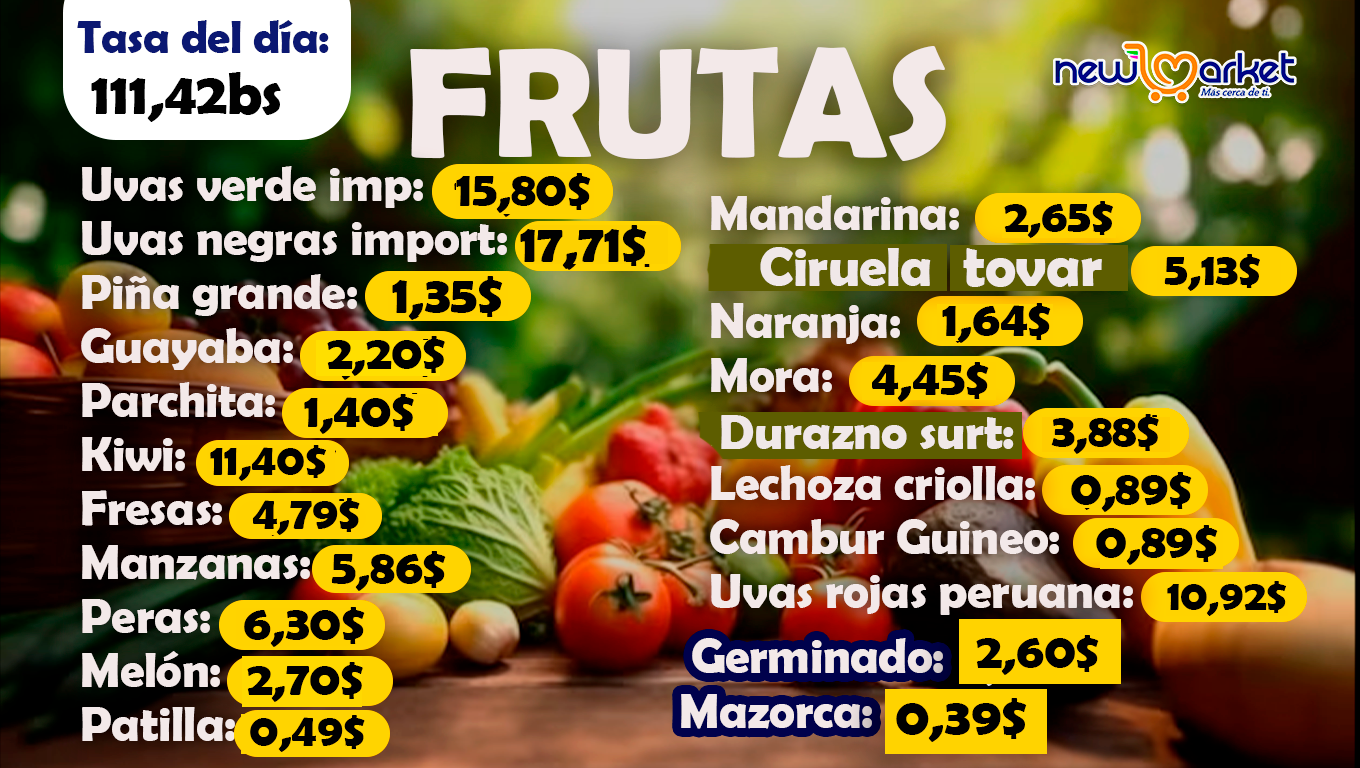 Tasa del día:
111,42bs
FRUTAS
new market
Más cerca de ti.
Uvas verde imp: 15,80$
Uvas negras import: 17,71$
Piña grande: 1,35$
Guayaba: 2,20$
Parchita: 1,40$
Kiwi: 11,40$
Fresas: 4,79$
Manzanas: 5,86$
Peras: 6,30$
Melón: 2,70$
Patilla: 0,49$
Mandarina: 2,65$
Ciruela tovar 5,13$
Naranja: 1,64$
Mora: 4,45$
Durazno surt: 3,88$
Lechoza criolla: 0,89$
Cambur Guineo: 0,89$
Uvas rojas peruana: 10,92$
Germinado: 2,60$
Mazorca: 0,39$